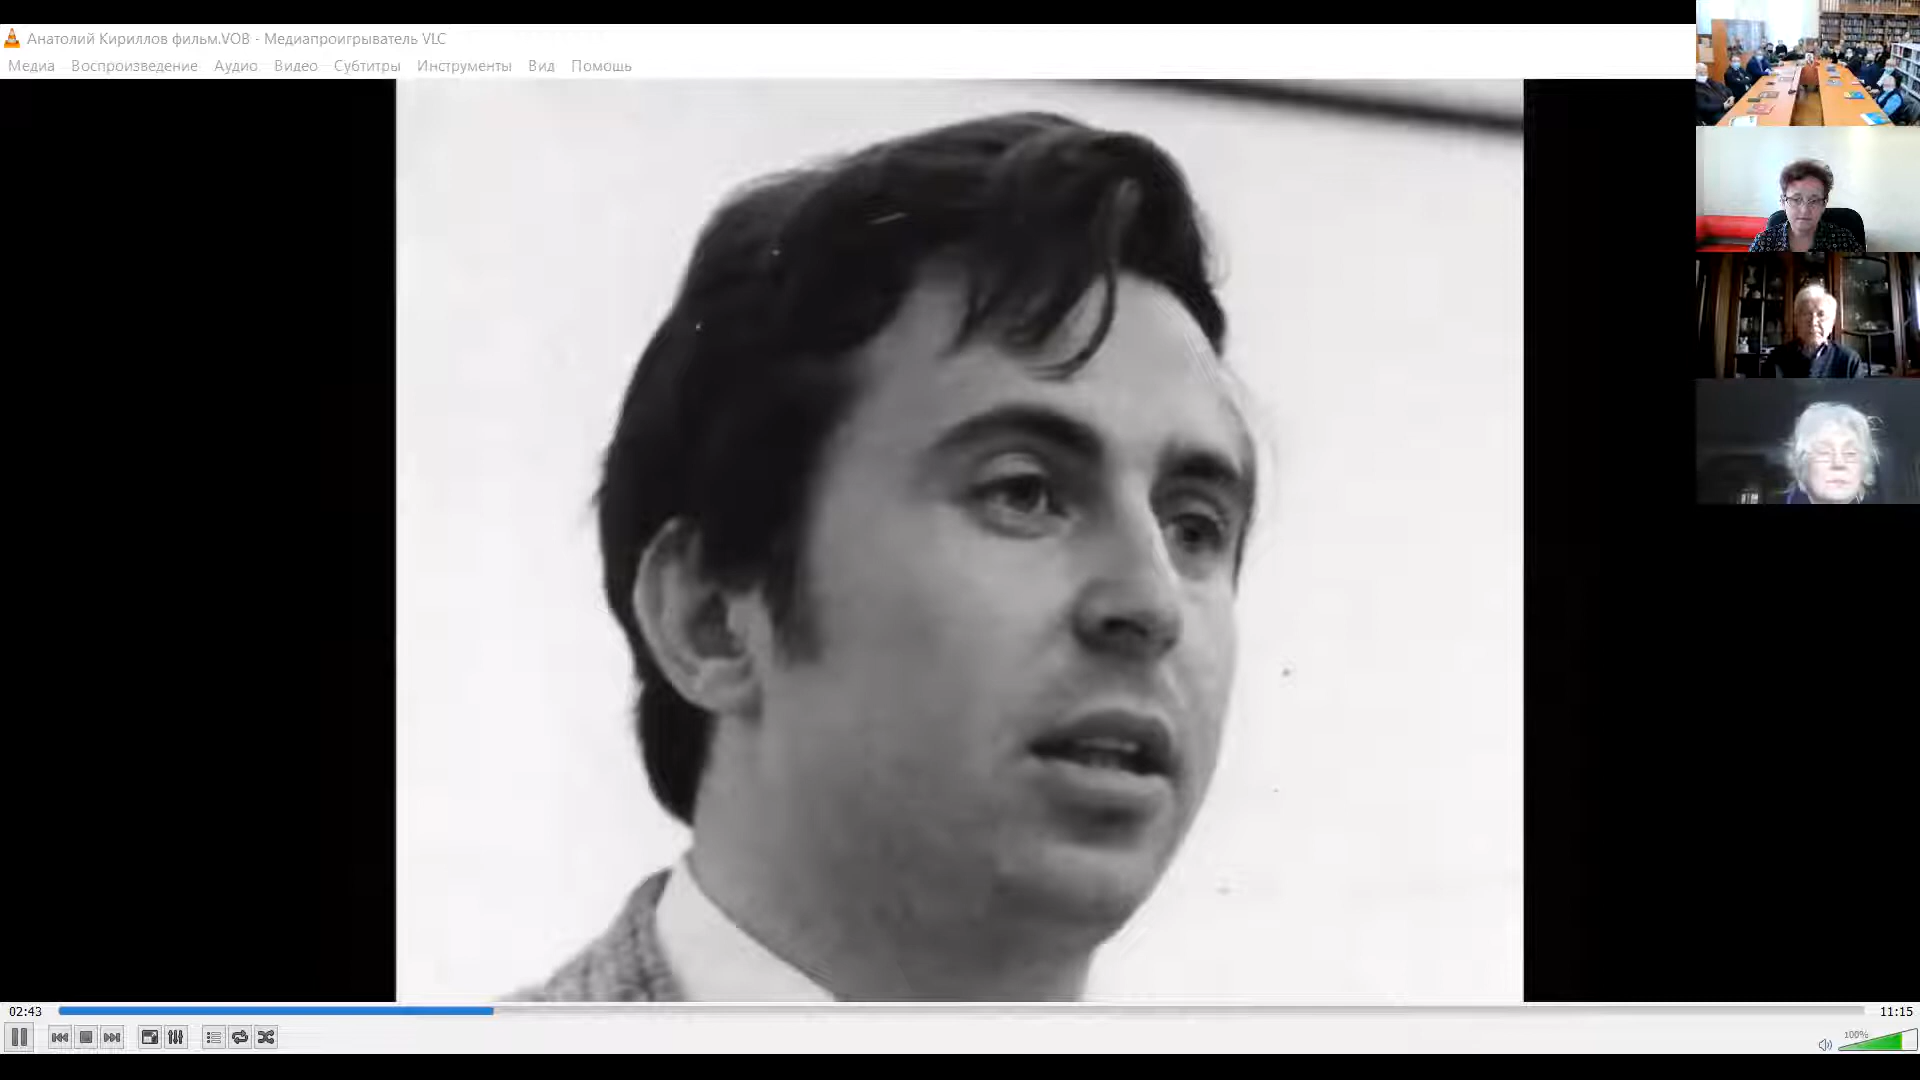 Анатолий Кириллов фильм.VOB - Медиапроигрыватель VLC
Медиа Воспроизведение Аудио Видео Субтитры Инструменты Вид Помощь
02:43
11:15
100%